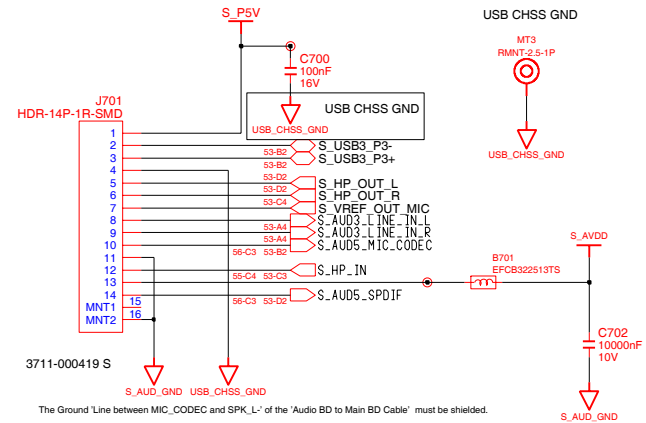 S_P5V
USB CHSS GND
MT3
RMNT-2.5-1P
C700
100nF
16V
J701
HDR-14P-1R-SMD
USB CHSS GND
USB_CHSS_GND
USB_CHSS_GND
1
2
53-B2
S_USB3_P3-
3
53-B2
S_USB3_P3+
4
5
53-D2
S_HP_OUT_L
6
53-D2
S_HP_OUT_R
7
53-C4
S_VREF_OUT_MIC
8
53-A4
S_AUD3_LINE_IN_L
9
53-A4
S_AUD3_LINE_IN_R
10
56-C3
53-B2
S_AUD5_MIC_CODEC
11
12
55-C4
53-C3
S_HP_IN
13
14
56-C3
53-D2
S_AUD5_SPDIF
MNT1
15
MNT2
16
S_AVDD
B701
EFCB322513TS
C702
10000nF
10V
3711-000419 S
S_AUD_GND
USB_CHSS_GND
S_AUD_GND
The Ground 'Line between MIC_CODEC and SPK_L-' of the 'Audio BD to Main BD Cable' must be shielded.